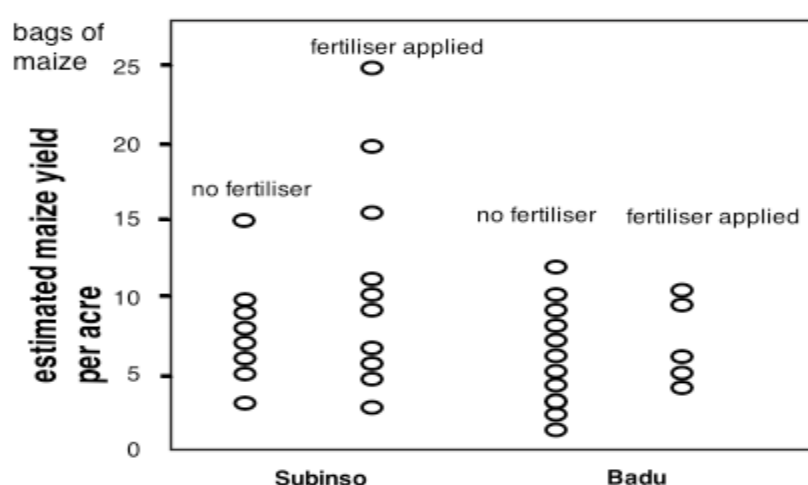 bags of
maize
estimated maize yield
per acre
25
20
15
10
5
0
fertiliser applied
no fertiliser
no fertiliser
fertiliser applied
Subinso
Badu